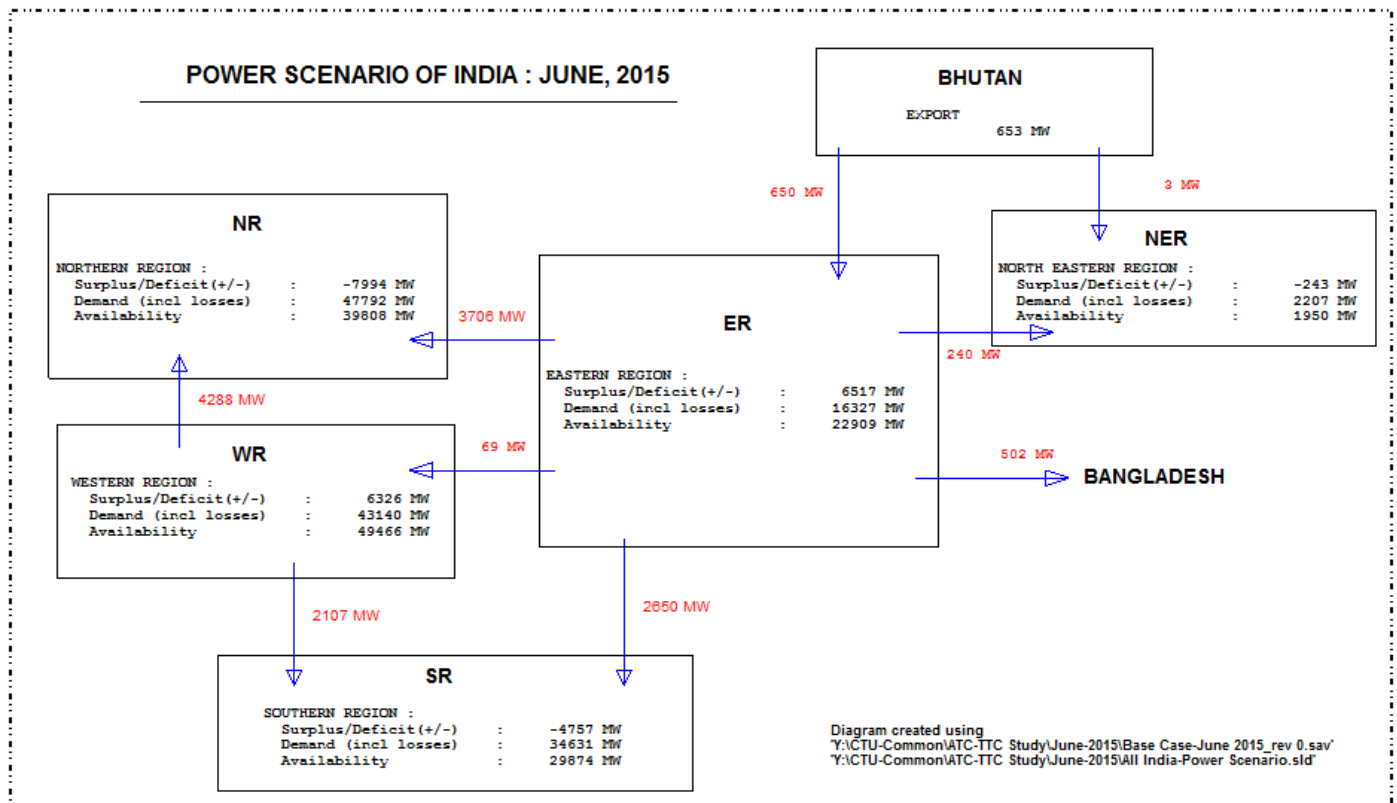 POWER SCENARIO OF INDIA : JUNE, 2015
BHUTAN
EXPORT
653 MW
650 MW
3 MW
NR
NORTHERN REGION :
Surplus/Deficit(+/-) : -7994 MW
Demand (incl losses) : 47792 MW
Availability : 39808 MW
NER
NORTH EASTERN REGION :
Surplus/Deficit(+/-) : -243 MW
Demand (incl losses) : 2207 MW
Availability : 1950 MW
3706 MW
ER
EASTERN REGION :
Surplus/Deficit(+/-) : 6517 MW
Demand (incl losses) : 16327 MW
Availability : 22909 MW
240 MW
4288 MW
69 MW
502 MW
BANGLADESH
WR
WESTERN REGION :
Surplus/Deficit(+/-) : 6326 MW
Demand (incl losses) : 43140 MW
Availability : 49466 MW
2107 MW
2650 MW
SR
SOUTHERN REGION :
Surplus/Deficit(+/-) : -4757 MW
Demand (incl losses) : 34631 MW
Availability : 29874 MW
Diagram created using
'Y:\CTU-Common\ATC-TTC Study\June-2015\Base Case-June 2015_rev 0.sav'
'Y:\CTU-Common\ATC-TTC Study\June-2015\All India-Power Scenario.sld'